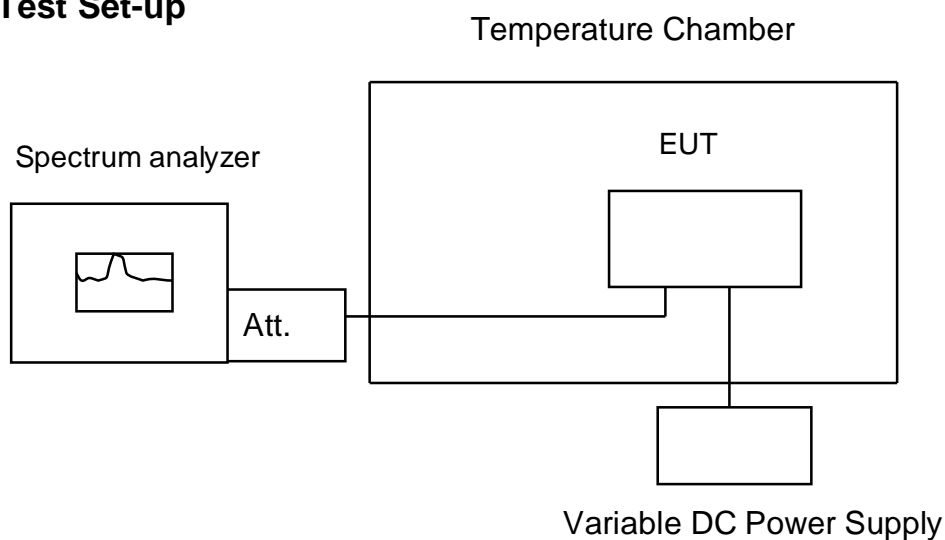 Test Set-up
Temperature Chamber
EUT
Spectrum analyzer
Att.
Variable DC Power Supply